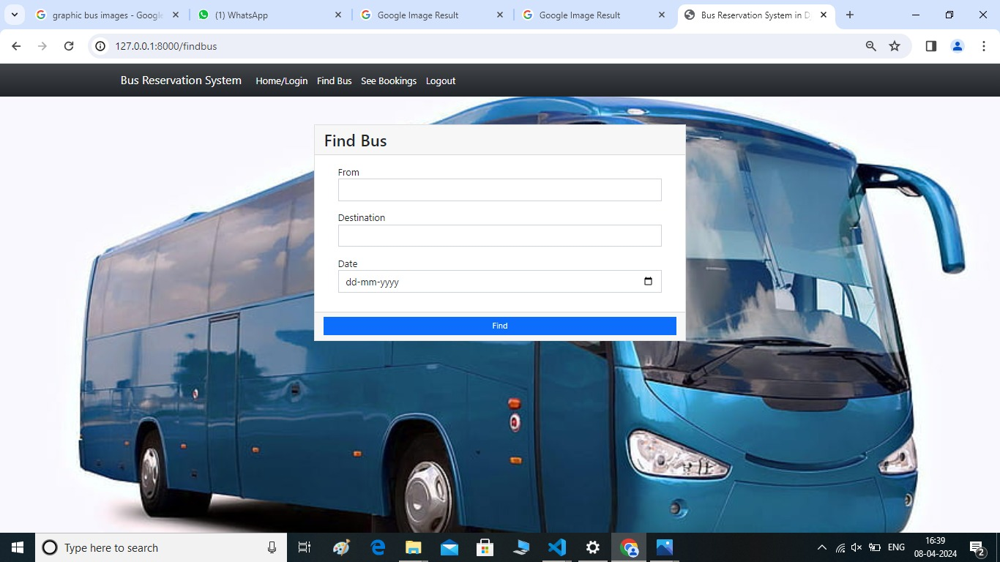 graphic bus images - Google
(1) WhatsApp
Google Image Result
Google Image Result
Bus Reservation System in D
127.0.0.1:8000/findbus
Bus Reservation System Home/Login Find Bus See Bookings Logout
Find Bus
From
Destination
Date
dd-mm-yyyy
Find
Type here to search
ENG
16:39
08-04-2024
2